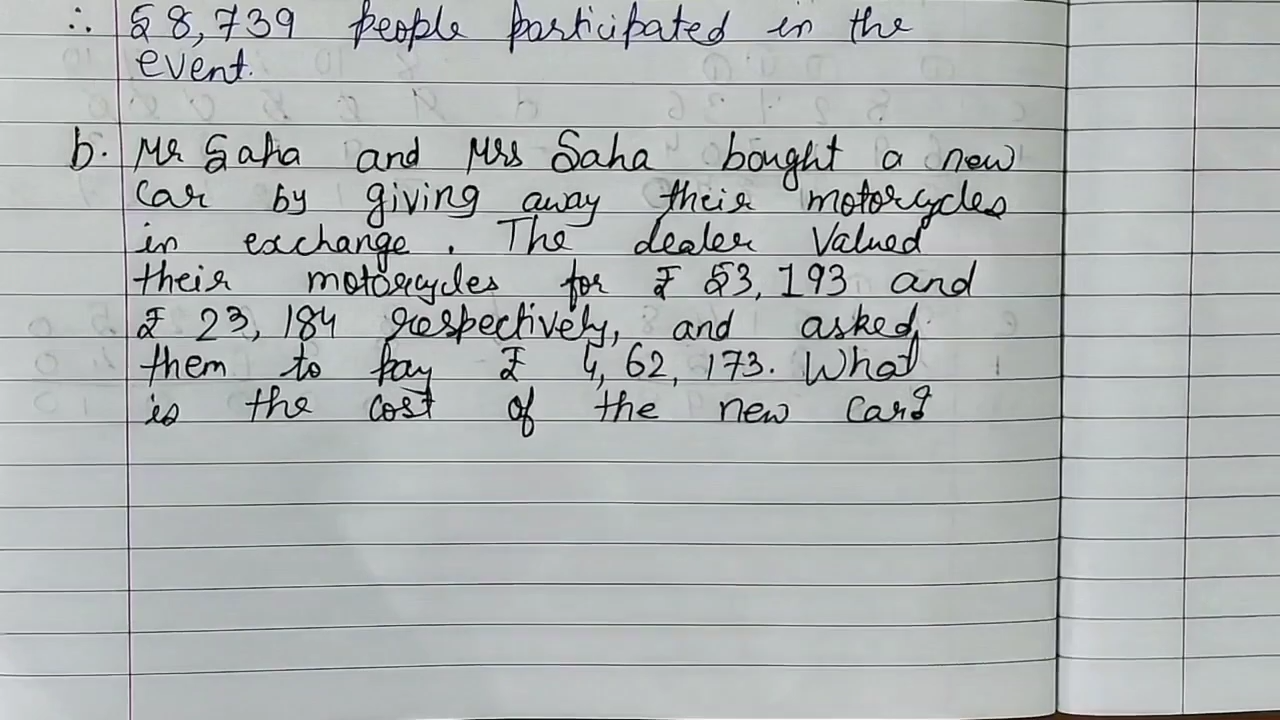 ∴ 58,739 people participated in the
event.
b. Mr Saha and Mrs Saha bought a new
car by giving away their motorcycles
in exchange. The dealer valued
their motorcycles for ₹ 53,193 and
₹ 23,184 respectively, and asked
them to pay ₹ 4,62,173. What
is the cost of the new car?